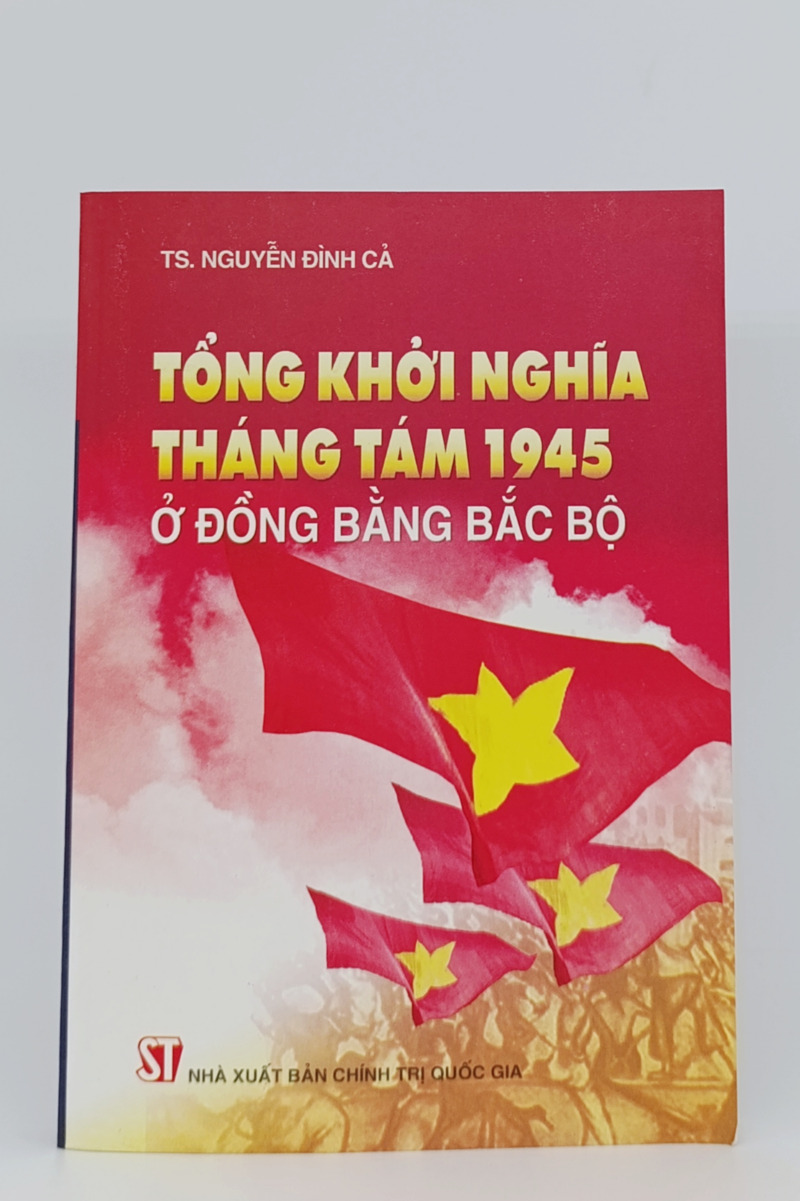 TS. NGUYỄN ĐÌNH CẢ
TỔNG KHỞI NGHĨA
THÁNG TÁM 1945
Ở ĐỒNG BẰNG BẮC BỘ
ST NHÀ XUẤT BẢN CHÍNH TRỊ QUỐC GIA